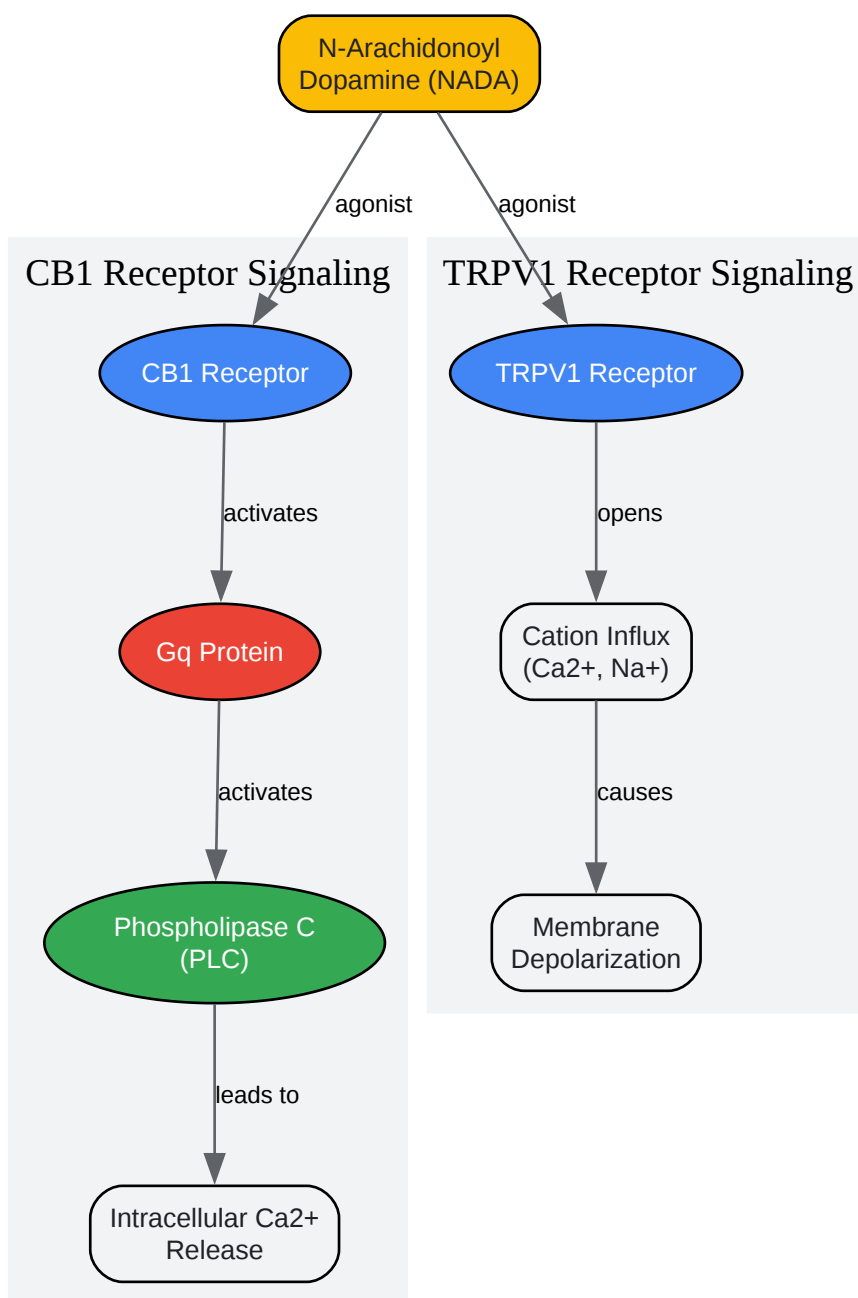 N-Arachidonoyl
Dopamine (NADA)
agonist
agonist
CB1 Receptor Signaling
CB1 Receptor
activates
Gq Protein
activates
Phospholipase C
(PLC)
leads to
Intracellular Ca2+
Release
TRPV1 Receptor Signaling
TRPV1 Receptor
opens
Cation Influx
(Ca2+, Na+)
causes
Membrane
Depolarization